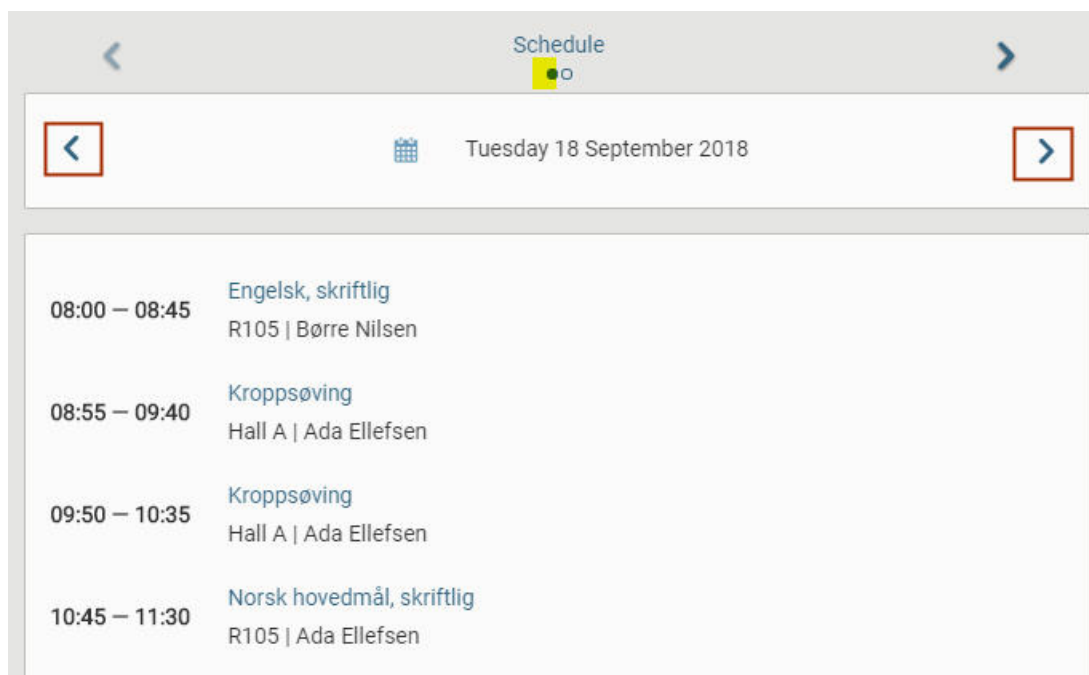 Schedule
Tuesday 18 September 2018
08:00 — 08:45
Engelsk, skriftlig
R105 | Børre Nilsen
08:55 — 09:40
Kroppsøving
Hall A | Ada Ellefsen
09:50 — 10:35
Kroppsøving
Hall A | Ada Ellefsen
10:45 — 11:30
Norsk hovedmål, skriftlig
R105 | Ada Ellefsen